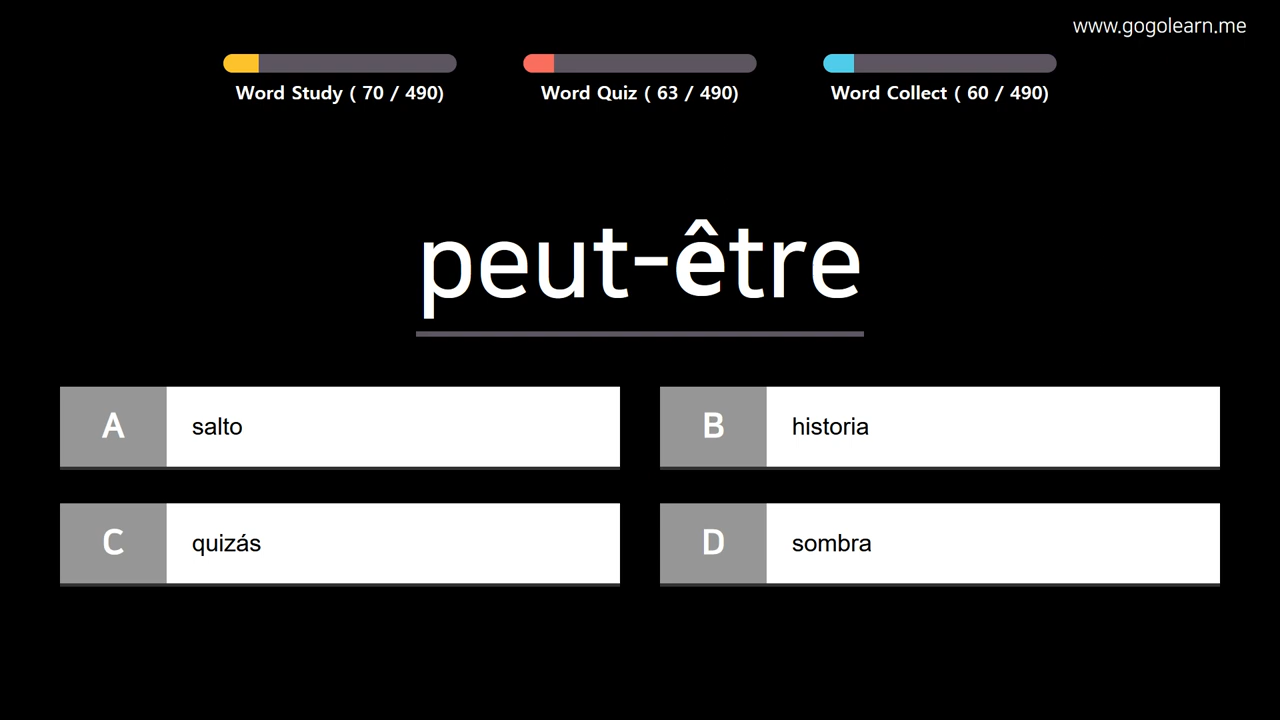 www.gogolearn.me
Word Study ( 70 / 490)
Word Quiz ( 63 / 490)
Word Collect ( 60 / 490)
peut-être
A salto
B historia
C quizás
D sombra